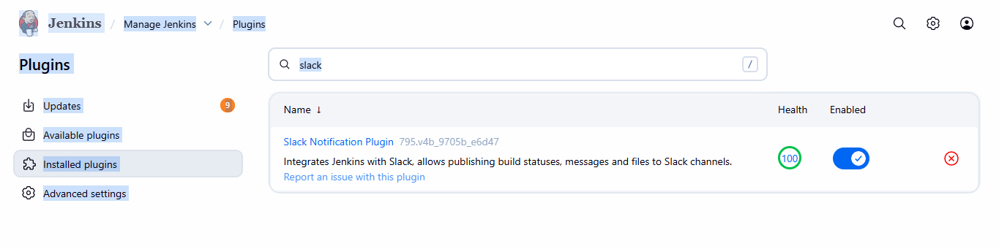 Jenkins / Manage Jenkins / Plugins
Plugins
slack /
Updates 9
Available plugins
Installed plugins
Advanced settings
Name ↓ Health Enabled
Slack Notification Plugin 795.v4b_9705b_e6d47
Integrates Jenkins with Slack, allows publishing build statuses, messages and files to Slack channels.
Report an issue with this plugin
100